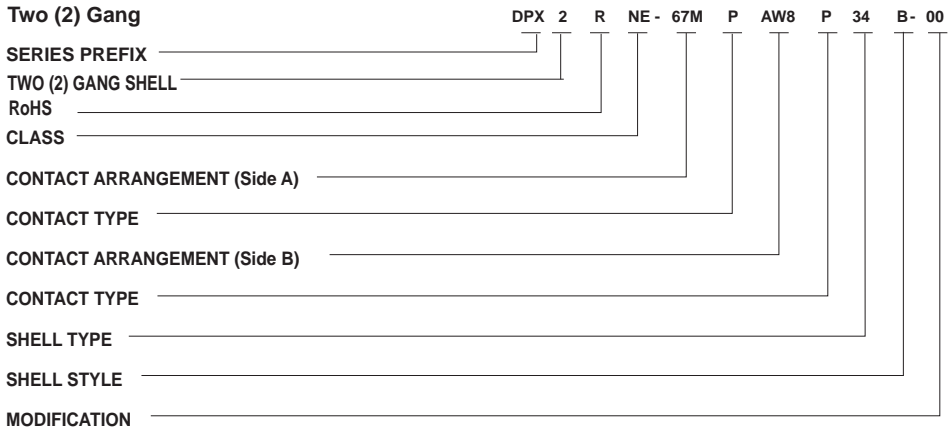 Two (2) Gang
DPX 2 R NE - 67M P AW8 P 34 B - 00
SERIES PREFIX
TWO (2) GANG SHELL
RoHS
CLASS
CONTACT ARRANGEMENT (Side A)
CONTACT TYPE
CONTACT ARRANGEMENT (Side B)
CONTACT TYPE
SHELL TYPE
SHELL STYLE
MODIFICATION